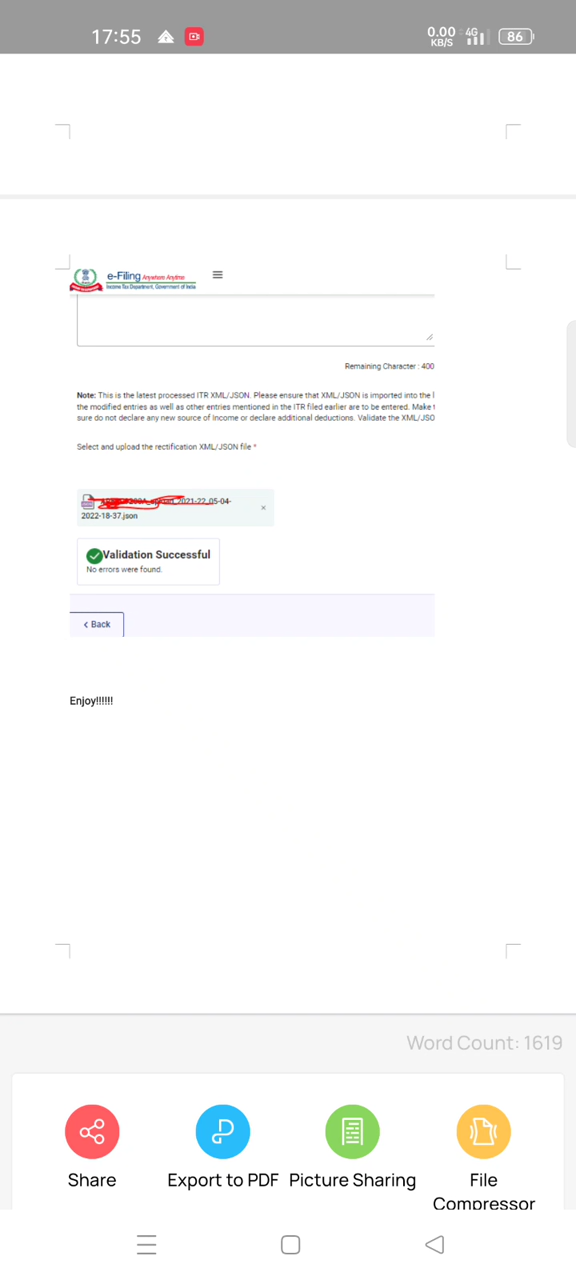 17:55
0.00 KB/S 4G 86
e-Filing Anywhere Anytime
Income Tax Department, Government of India
Remaining Character : 400
Note: This is the latest processed ITR XML/JSON. Please ensure that XML/JSON is imported into the l
the modified entries as well as other entries mentioned in the ITR filed earlier are to be entered. Make t
sure do not declare any new source of Income or declare additional deductions. Validate the XML/JSO
Select and upload the rectification XML/JSON file *
2021-22_05-04-
2022-18-37.json
×
Validation Successful
No errors were found.
< Back
Enjoy!!!!!!
Word Count: 1619
Share
Export to PDF
Picture Sharing
File
Compressor